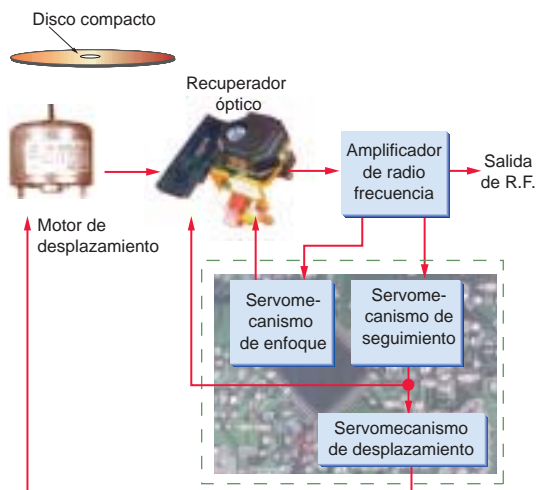 Disco compacto
Recuperador
óptico
Amplificador
de radio
frecuencia
Salida
de R.F.
Motor de
desplazamiento
Servome-
canismo
de enfoque
Servome-
canismo de
seguimiento
Servomecanismo
de desplazamiento